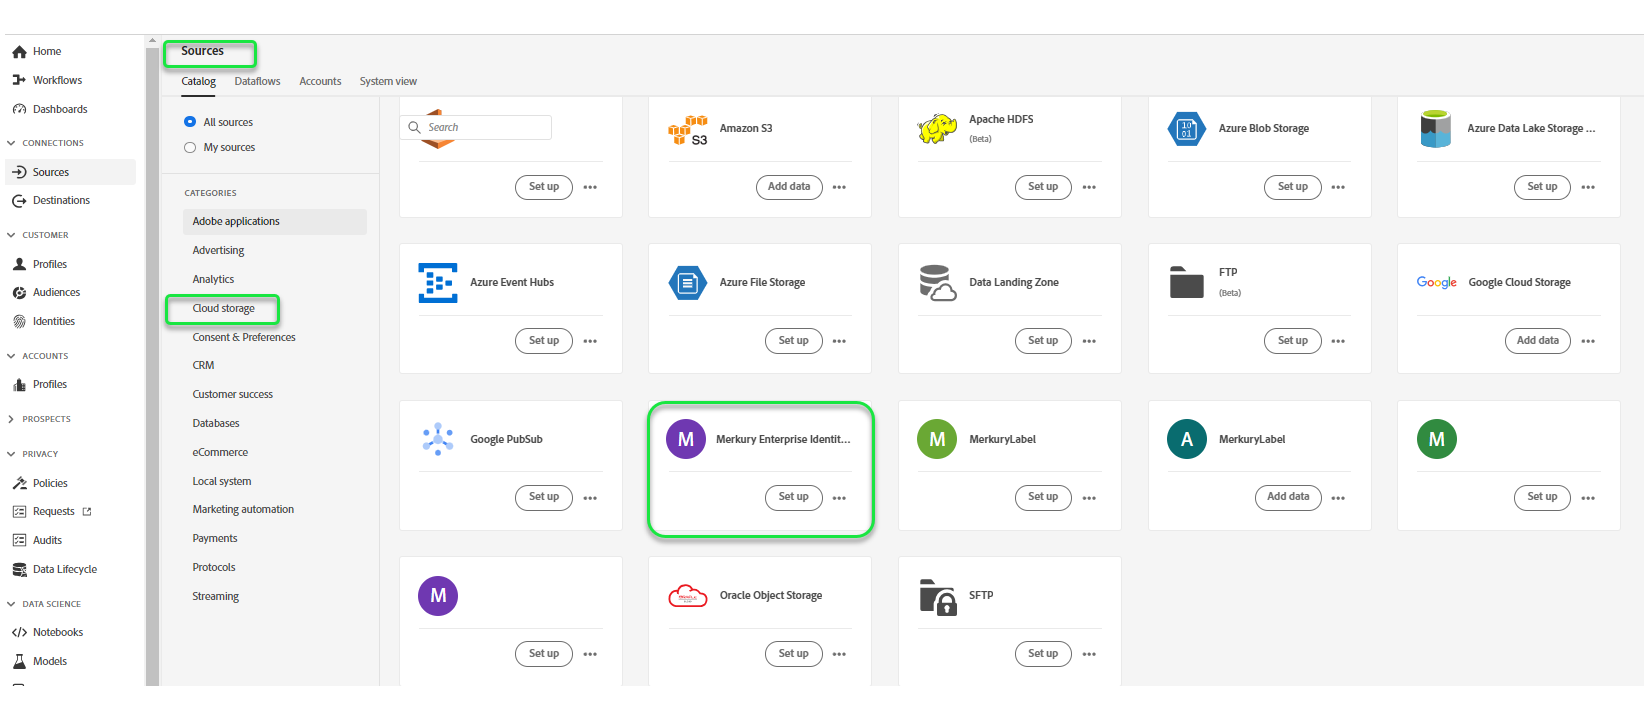 Home
Workflows
Dashboards
CONNECTIONS
Sources
Destinations
CUSTOMER
Profiles
Audiences
Identities
ACCOUNTS
Profiles
PROSPECTS
PRIVACY
Policies
Requests
Audits
Data Lifecycle
DATA SCIENCE
Notebooks
Models
Sources
Catalog Dataflows Accounts System view
All sources
My sources
CATEGORIES
Adobe applications
Advertising
Analytics
Cloud storage
Consent & Preferences
CRM
Customer success
Databases
eCommerce
Local system
Marketing automation
Payments
Protocols
Streaming
Search
Set up
S3
Amazon S3
Add data
Apache HDFS
(Beta)
Set up
10
01
Azure Blob Storage
Set up
Azure Data Lake Storage ...
Set up
Azure Event Hubs
Set up
Azure File Storage
Set up
Data Landing Zone
Set up
FTP
(Beta)
Set up
Google
Google Cloud Storage
Add data
Google PubSub
Set up
M
Merkury Enterprise Identit...
Set up
M
MerkuryLabel
Set up
A
MerkuryLabel
Add data
M
Set up
M
Set up
Oracle Object Storage
Set up
SFTP
Set up